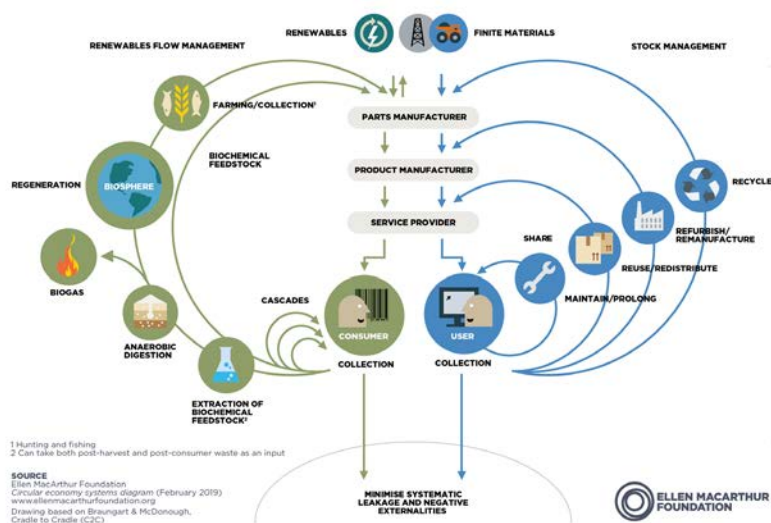 RENEWABLES
FINITE MATERIALS
RENEWABLES FLOW MANAGEMENT
STOCK MANAGEMENT
FARMING/COLLECTION¹
PARTS MANUFACTURER
BIOCHEMICAL
FEEDSTOCK
PRODUCT MANUFACTURER
REGENERATION
BIOSPHERE
RECYCLE
SERVICE PROVIDER
SHARE
REFURBISH/
REMANUFACTURE
REUSE/REDISTRIBUTE
BIOGAS
CASCADES
MAINTAIN/PROLONG
CONSUMER
USER
ANAEROBIC
DIGESTION
COLLECTION
COLLECTION
EXTRACTION OF
BIOCHEMICAL
FEEDSTOCK²
1 Hunting and fishing
2 Can take both post-harvest and post-consumer waste as an input
SOURCE
Ellen MacArthur Foundation
Circular economy systems diagram (February 2019)
www.ellenmacarthurfoundation.org
Drawing based on Braungart & McDonough,
Cradle to Cradle (C2C)
MINIMISE SYSTEMATIC
LEAKAGE AND NEGATIVE
EXTERNALITIES
ELLEN MACARTHUR
FOUNDATION